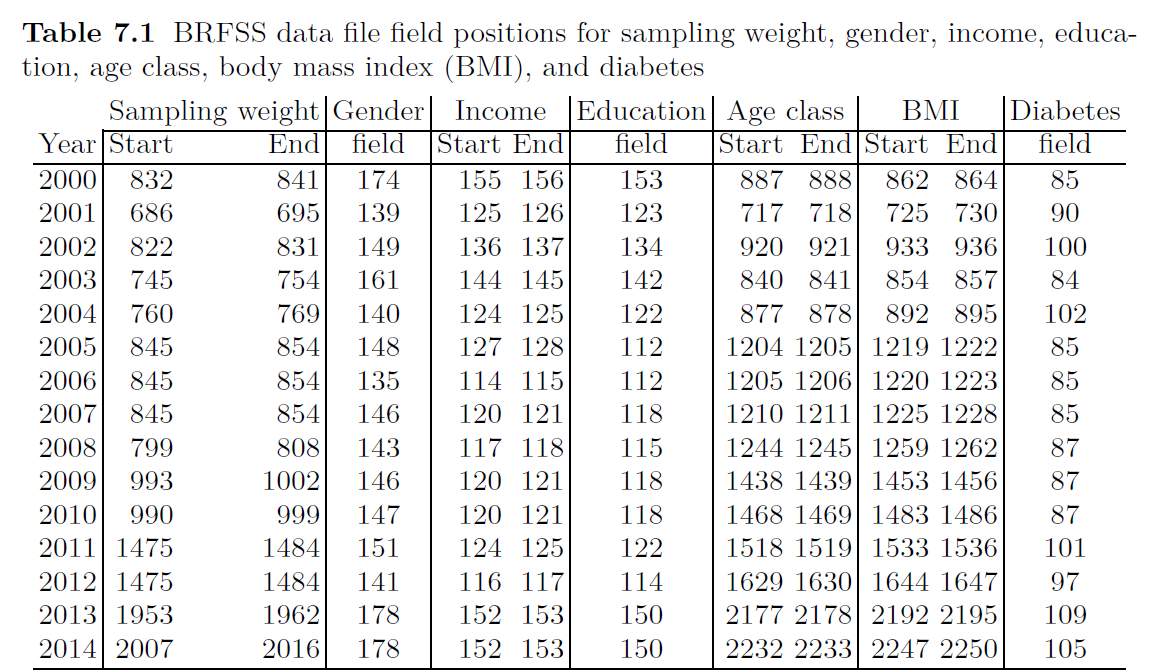 Table 7.1 BRFSS data file field positions for sampling weight, gender, income, educa-
tion, age class, body mass index (BMI), and diabetes
Sampling weight Gender Income Education Age class BMI Diabetes
Year Start End field Start End field Start End Start End field
2000 832 841 174 155 156 153 887 888 862 864 85
2001 686 695 139 125 126 123 717 718 725 730 90
2002 822 831 149 136 137 134 920 921 933 936 100
2003 745 754 161 144 145 142 840 841 854 857 84
2004 760 769 140 124 125 122 877 878 892 895 102
2005 845 854 148 127 128 112 1204 1205 1219 1222 85
2006 845 854 135 114 115 112 1205 1206 1220 1223 85
2007 845 854 146 120 121 118 1210 1211 1225 1228 85
2008 799 808 143 117 118 115 1244 1245 1259 1262 87
2009 993 1002 146 120 121 118 1438 1439 1453 1456 87
2010 990 999 147 120 121 118 1468 1469 1483 1486 87
2011 1475 1484 151 124 125 122 1518 1519 1533 1536 101
2012 1475 1484 141 116 117 114 1629 1630 1644 1647 97
2013 1953 1962 178 152 153 150 2177 2178 2192 2195 109
2014 2007 2016 178 152 153 150 2232 2233 2247 2250 105